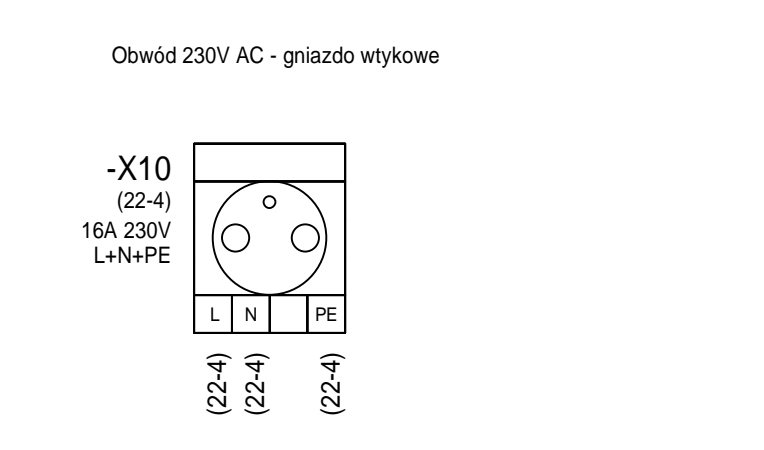 Obwód 230V AC - gniazdo wtykowe
-X10
(22-4)
16A 230V
L+N+PE
L N PE
(22-4) (22-4) (22-4)